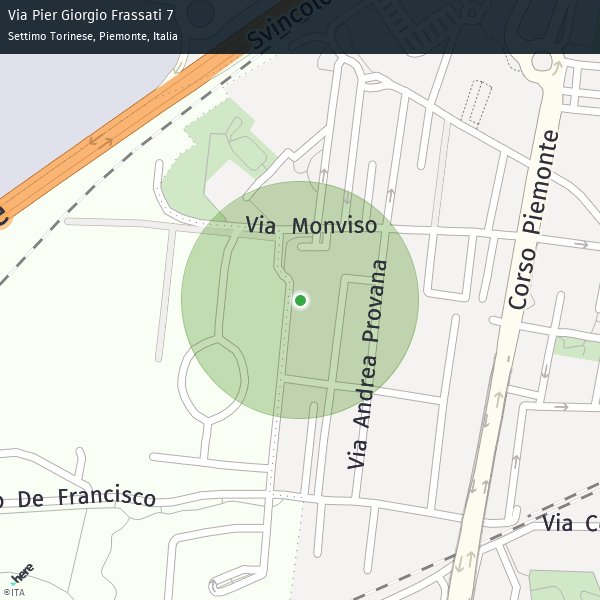 Via Pier Giorgio Frassati 7
Settimo Torinese, Piemonte, Italia
Svincolo
e
Via Monviso
Corso Piemonte
Via Andrea Provana
o De Francisco
Via Ca
here
©ITA